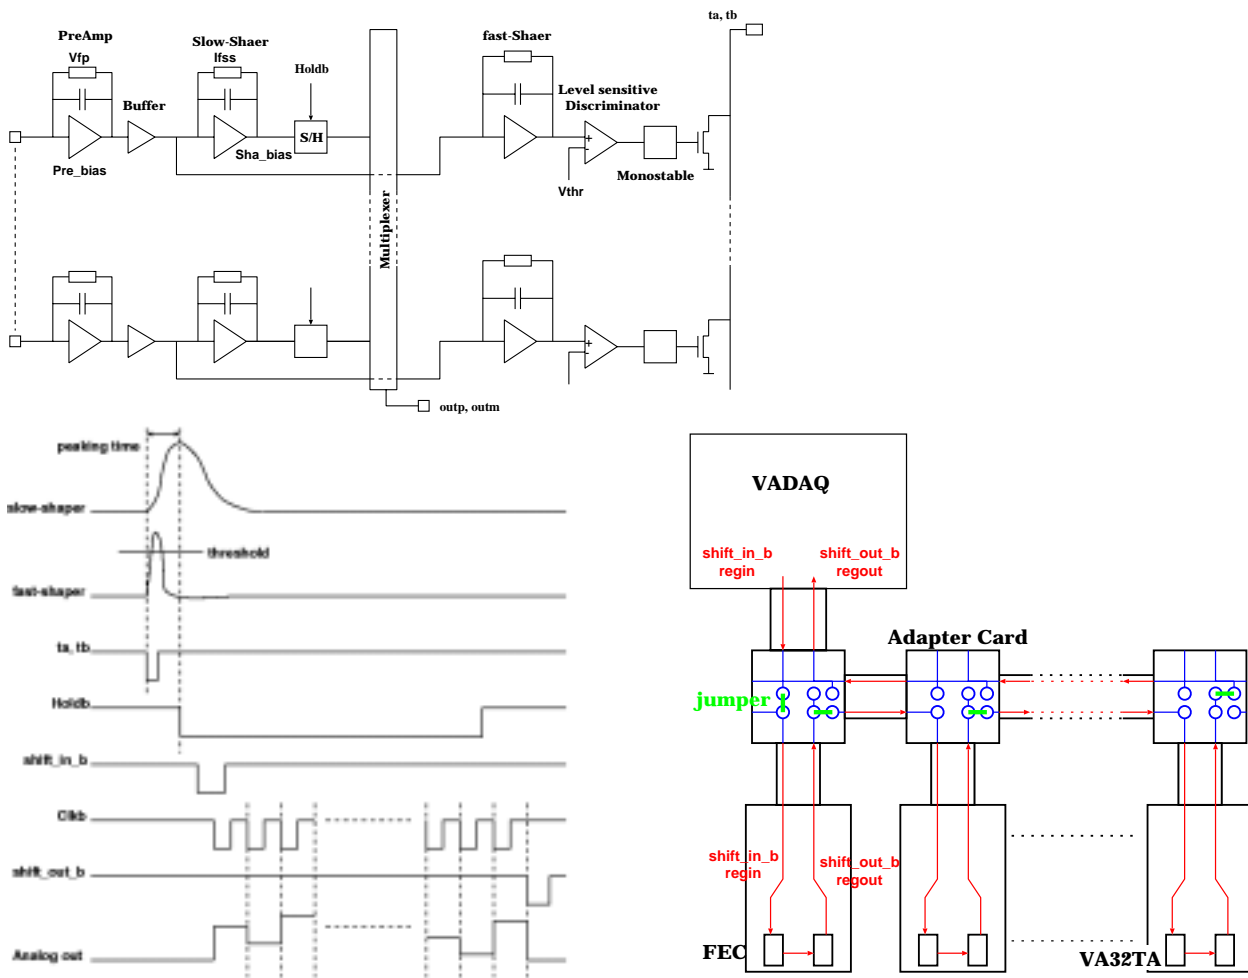 ta, tb
PreAmp
Slow-Shaer
fast-Shaer
Vfp
Ifss
Holdb
Level sensitive
Discriminator
Buffer
S/H
Sha_bias
Pre_bias
Monostable
Vthr
Multiplexer
+
-
+
-
outp, outm
peaking time
slow-shaper
threshold
fast-shaper
ta, tb
Holdb
shift_in_b
Clkb
shift_out_b
Analog out
VADAQ
shift_in_b
regin
shift_out_b
regout
Adapter Card
jumper
shift_in_b
regin
shift_out_b
regout
FEC
VA32TA